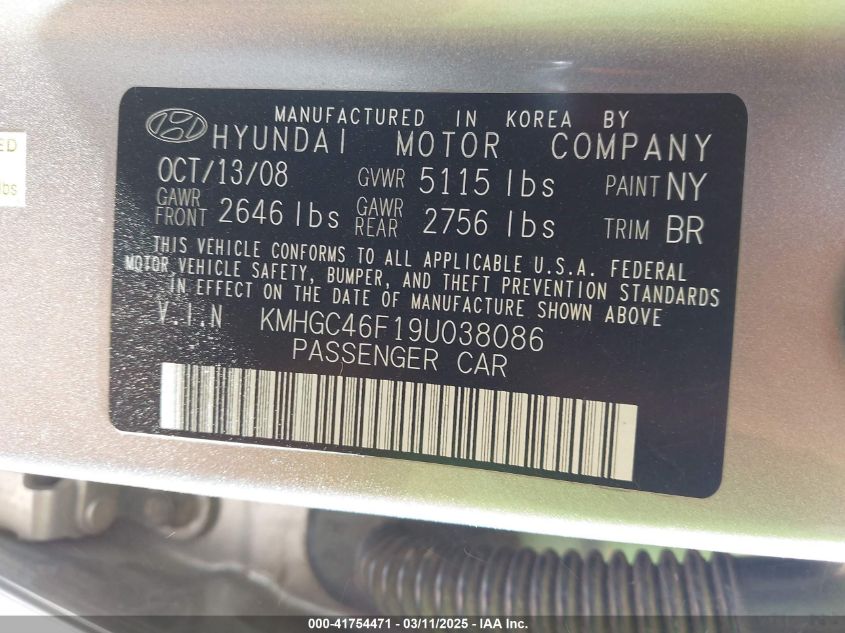 MANUFACTURED IN KOREA BY
HYUNDAI MOTOR COMPANY
OCT/13/08 GVWR 5115 lbs PAINT NY
GAWR FRONT 2646 lbs GAWR REAR 2756 lbs TRIM BR
THIS VEHICLE CONFORMS TO ALL APPLICABLE U.S.A. FEDERAL
MOTOR VEHICLE SAFETY, BUMPER, AND THEFT PREVENTION STANDARDS
IN EFFECT ON THE DATE OF MANUFACTURE SHOWN ABOVE
V.I.N KMHGC46F19U038086
PASSENGER CAR
ED
lbs
000-41754471 - 03/11/2025 - IAA Inc.